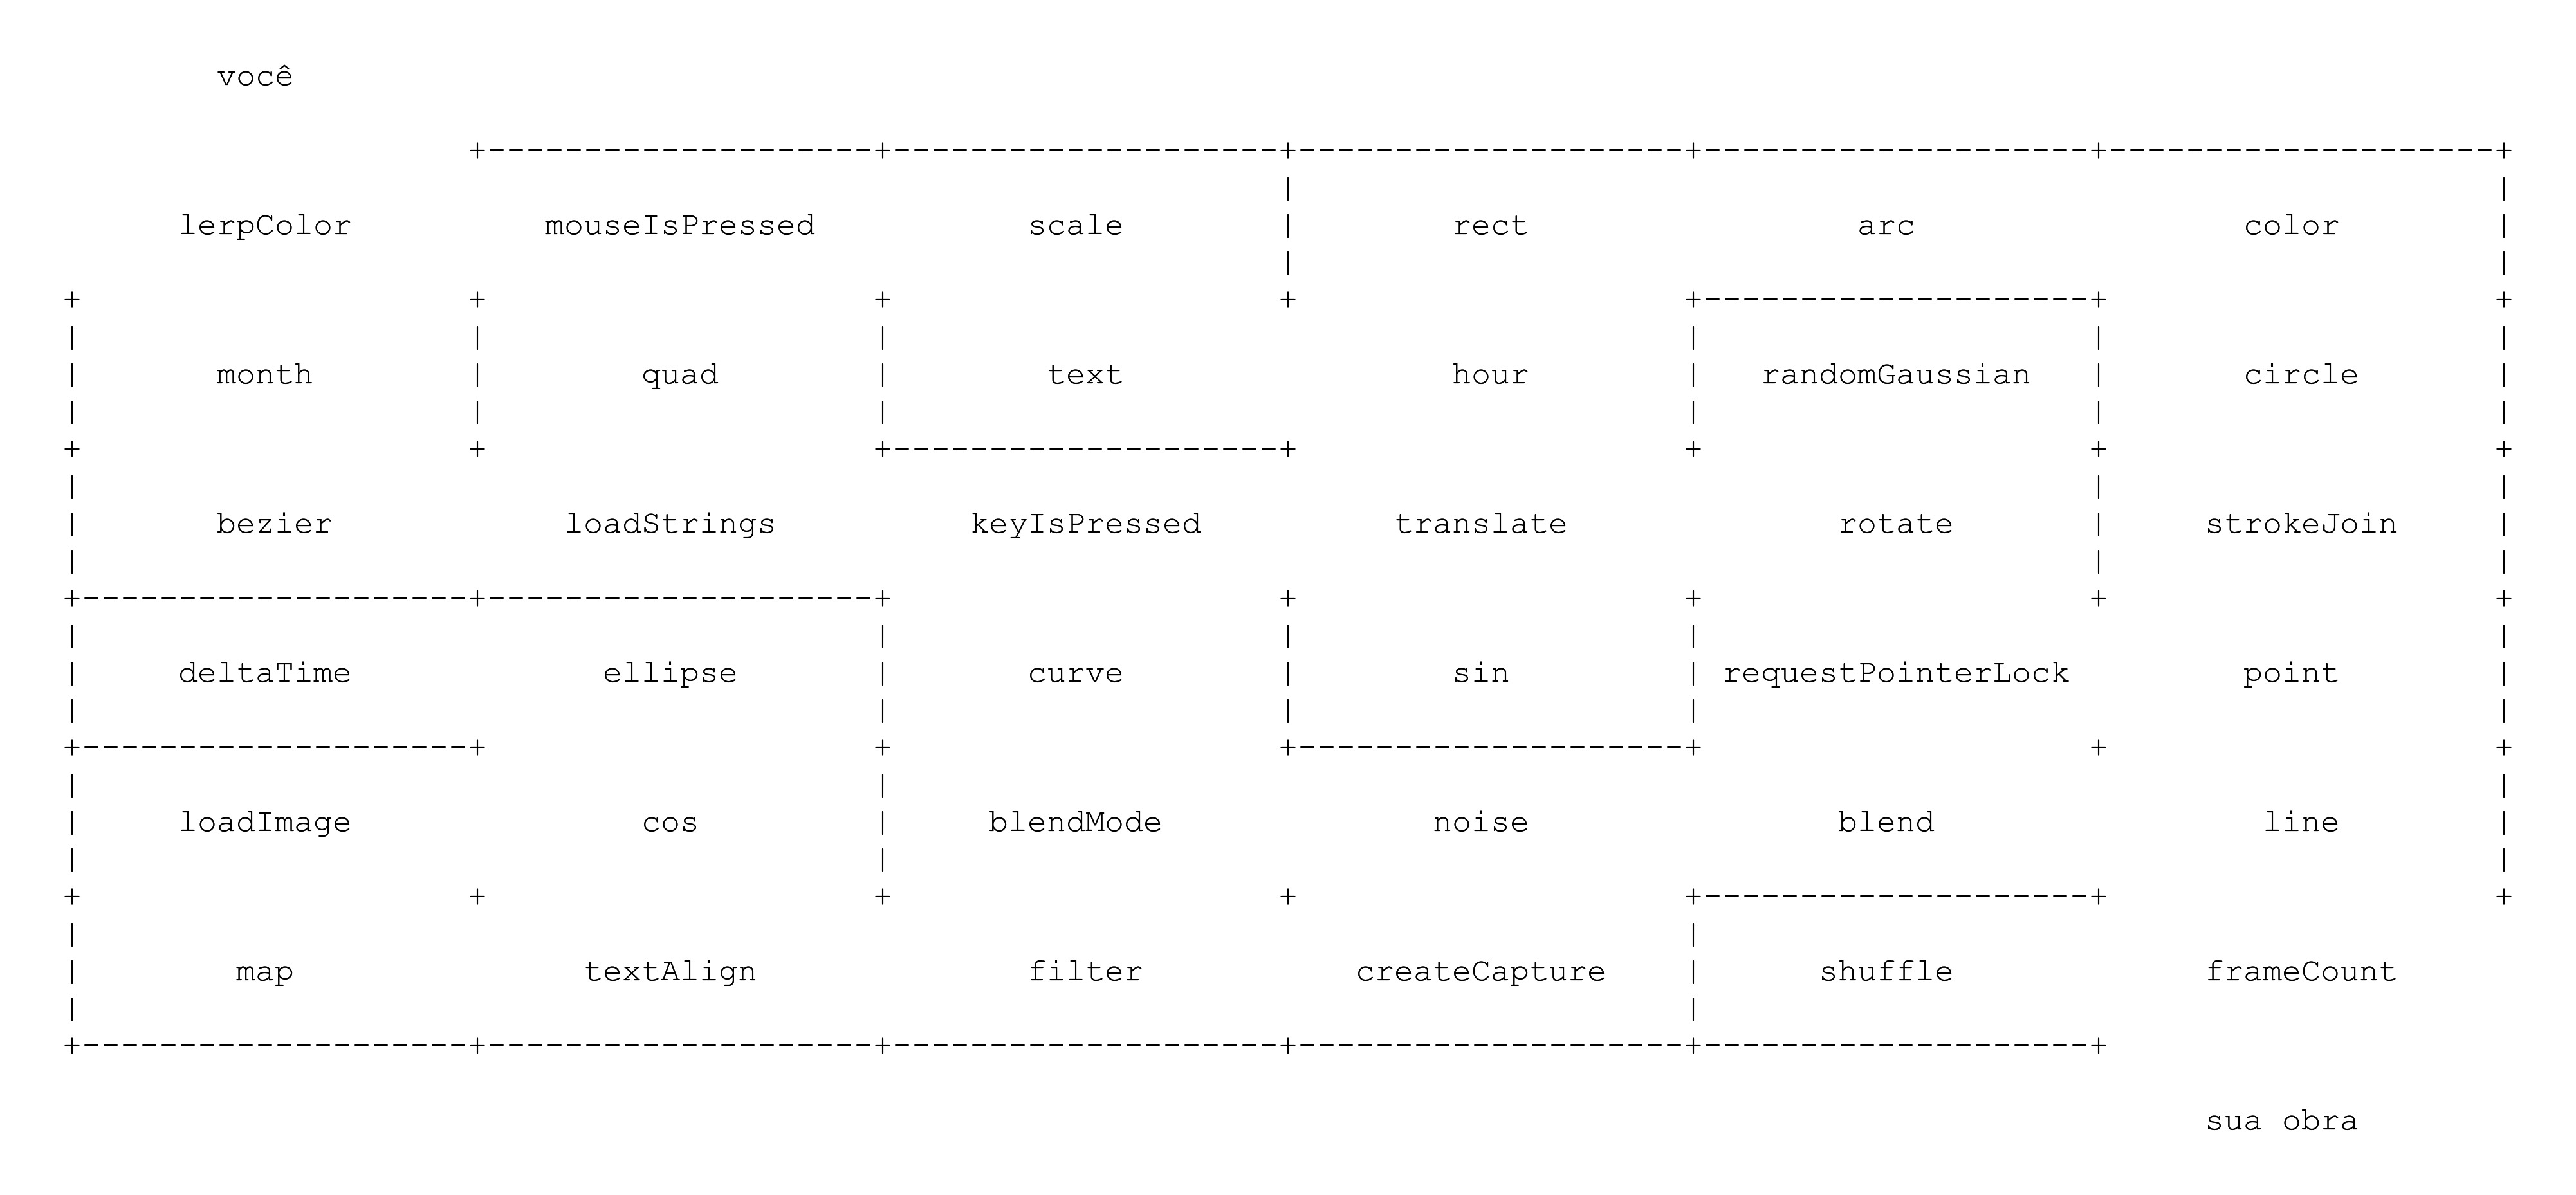 você
lerpColor mouseIsPressed scale rect arc color
month quad text hour randomGaussian circle
bezier loadStrings keyIsPressed translate rotate strokeJoin
deltaTime ellipse curve sin requestPointerLock point
loadImage cos blendMode noise blend line
map textAlign filter createCapture shuffle frameCount
sua obra